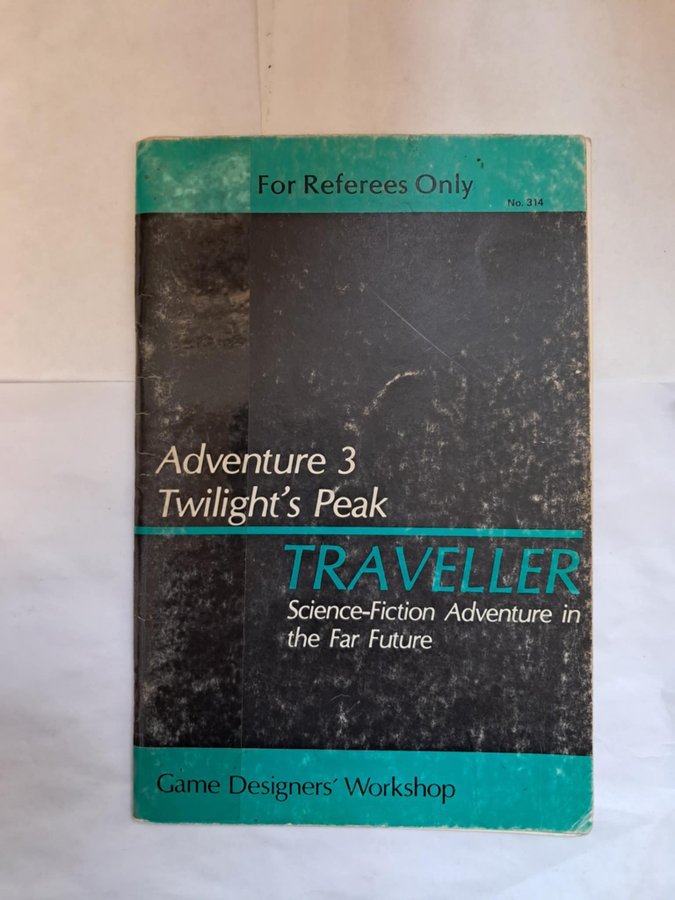 For Referees Only
No. 314
Adventure 3
Twilight's Peak
TRAVELLER
Science-Fiction Adventure in
the Far Future
Game Designers' Workshop